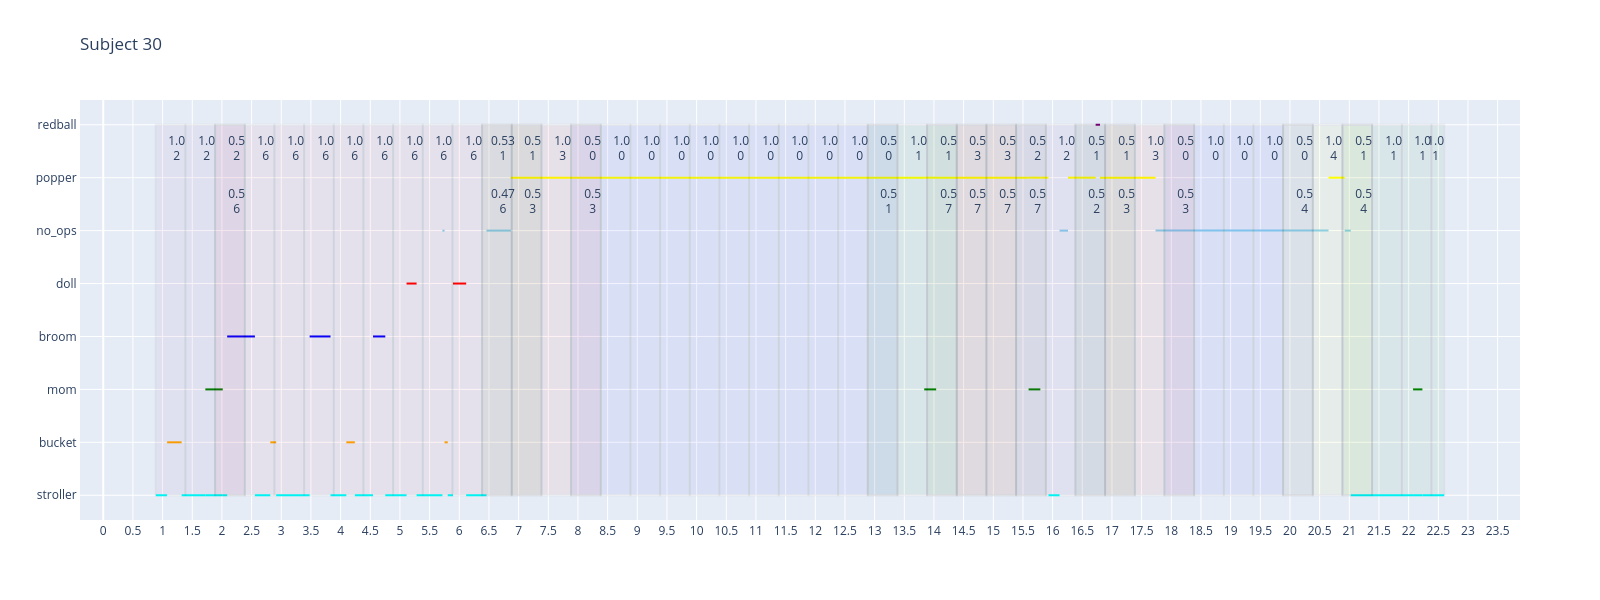 Subject 30
redball
1.0 1.0 0.5 1.0 1.0 1.0 1.0 1.0 1.0 1.0 1.0 0.53 0.5 1.0 0.5 1.0 1.0 1.0 1.0 1.0 1.0 1.0 1.0 1.0 0.5 1.0 0.5 0.5 0.5 0.5 1.0 0.5 0.5 1.0 0.5 1.0 1.0 1.0 0.5 1.0 0.5 1.0 1.0 1.0
2 2 2 6 6 6 6 6 6 6 6 1 1 3 0 0 0 0 0 0 0 0 0 0 0 1 1 3 3 2 2 1 1 3 0 0 0 0 0 4 1 1 1 1
popper
0.5 0.47 0.5 0.5 0.5 0.5 0.5 0.5 0.5 0.5 0.5 0.5 0.5 0.5
6 6 3 3 1 7 7 7 7 2 3 3 4 4
no_ops
doll
broom
mom
bucket
stroller
0 0.5 1 1.5 2 2.5 3 3.5 4 4.5 5 5.5 6 6.5 7 7.5 8 8.5 9 9.5 10 10.5 11 11.5 12 12.5 13 13.5 14 14.5 15 15.5 16 16.5 17 17.5 18 18.5 19 19.5 20 20.5 21 21.5 22 22.5 23 23.5